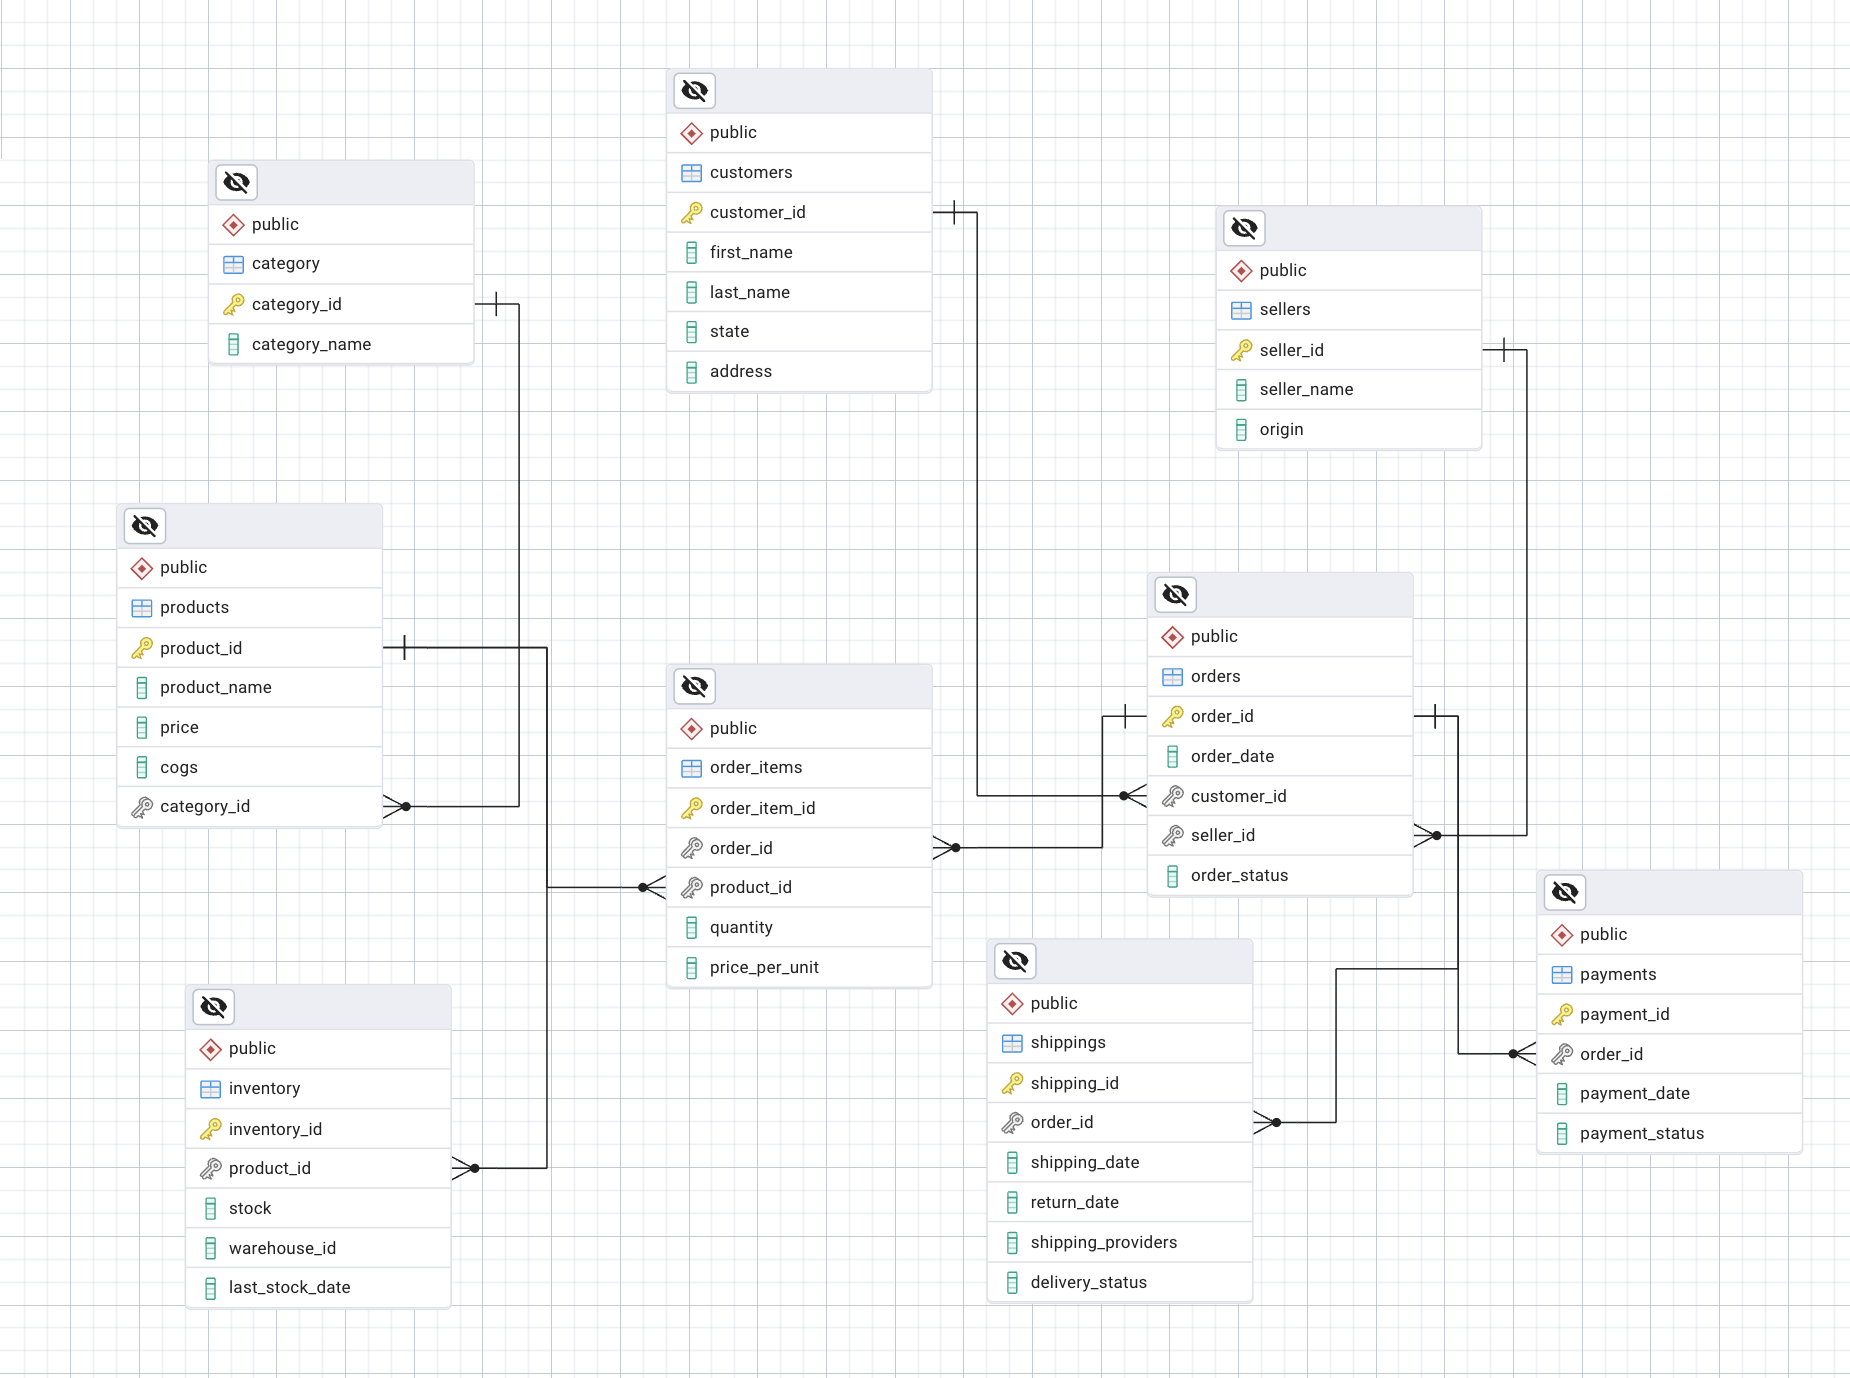 public
customers
customer_id
first_name
last_name
state
address
public
category
category_id
category_name
public
sellers
seller_id
seller_name
origin
public
products
product_id
product_name
price
cogs
category_id
public
orders
order_id
order_date
customer_id
seller_id
order_status
public
order_items
order_item_id
order_id
product_id
quantity
price_per_unit
public
payments
payment_id
order_id
payment_date
payment_status
public
shippings
shipping_id
order_id
shipping_date
return_date
shipping_providers
delivery_status
public
inventory
inventory_id
product_id
stock
warehouse_id
last_stock_date